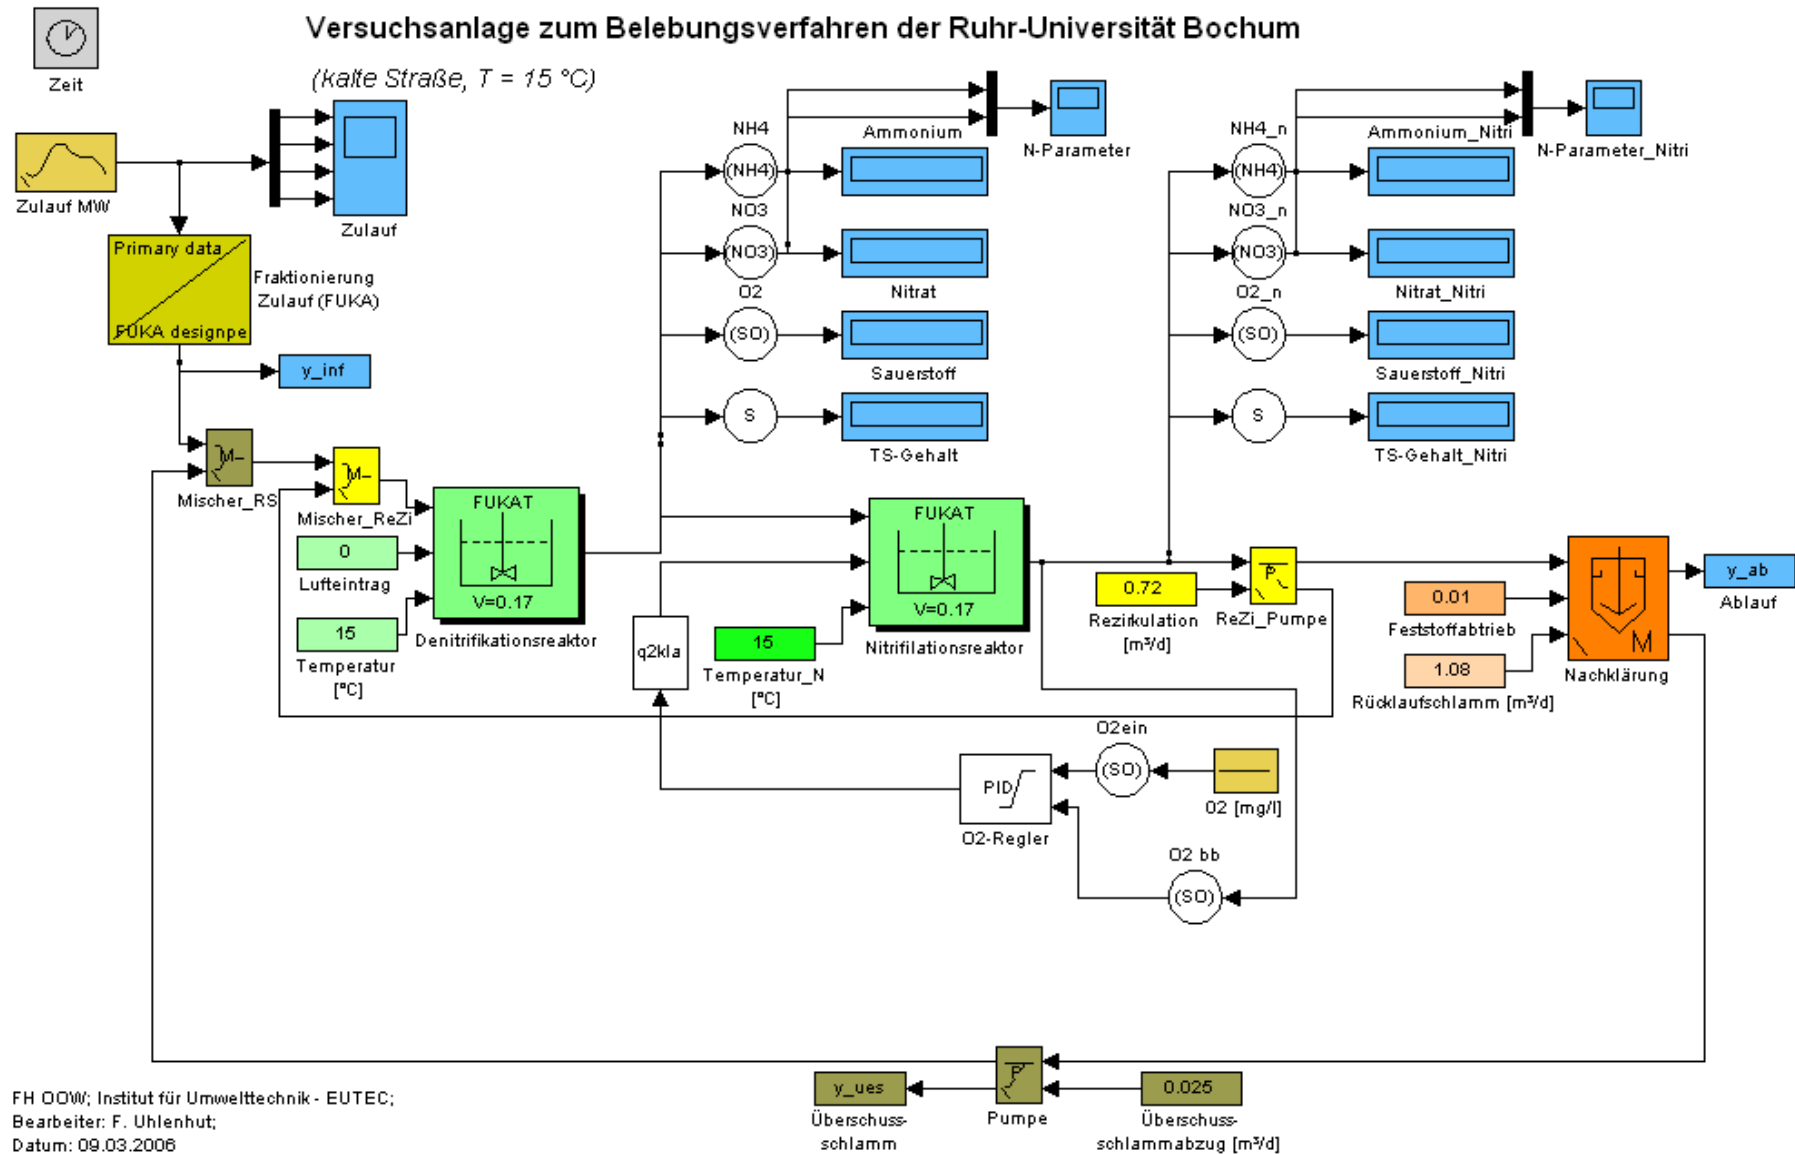 Versuchsanlage zum Belebungsverfahren der Ruhr-Universität Bochum
(kalte Straße, T = 15 °C)
Zeit
Zulauf MW
Zulauf
Primary data
FUKA designpe
Fraktionierung
Zulauf (FUKA)
y_inf
M
Mischer_RS
M
Mischer_ReZi
0
Lufteintrag
15
Temperatur
[°C]
FUKAT
V=0.17
Denitrifikationsreaktor
NH4
(NH4)
Ammonium
N-Parameter
NO3
(NO3)
Nitrat
O2
(SO)
Sauerstoff
S
TS-Gehalt
q2kla
15
Temperatur_N
[°C]
FUKAT
V=0.17
Nitrifilationsreaktor
NH4_n
(NH4)
Ammonium_Nitri
N-Parameter_Nitri
NO3_n
(NO3)
Nitrat_Nitri
O2_n
(SO)
Sauerstoff_Nitri
S
TS-Gehalt_Nitri
0.72
Rezirkulation
[m³/d]
P
ReZi_Pumpe
0.01
Feststoffabtrieb
1.08
Rücklaufschlamm [m³/d]
M
Nachklärung
y_ab
Ablauf
PID
O2-Regler
O2ein
(SO)
O2 [mg/l]
O2 bb
(SO)
y_ues
Überschuss-
schlamm
P
Pumpe
0.025
Überschuss-
schlammabzug [m³/d]
FH OOW; Institut für Umwelttechnik - EUTEC;
Bearbeiter: F. Uhlenhut;
Datum: 09.03.2006